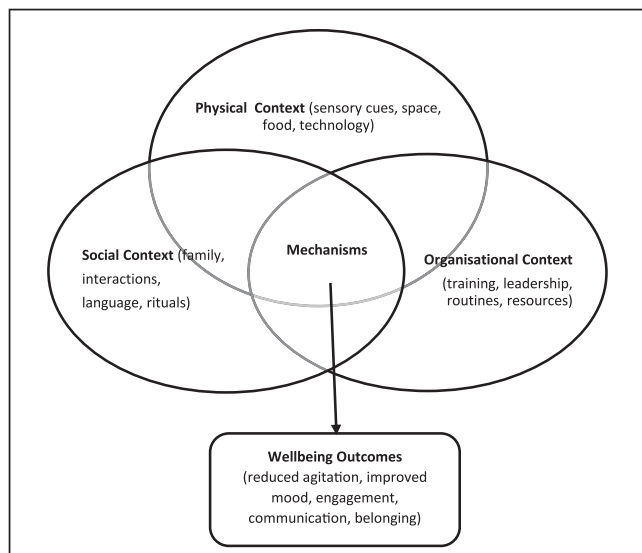 Physical Context (sensory cues, space,
food, technology)
Social Context (family,
interactions,
language, rituals)
Mechanisms
Organisational Context
(training, leadership,
routines, resources)
Wellbeing Outcomes
(reduced agitation, improved
mood, engagement,
communication, belonging)